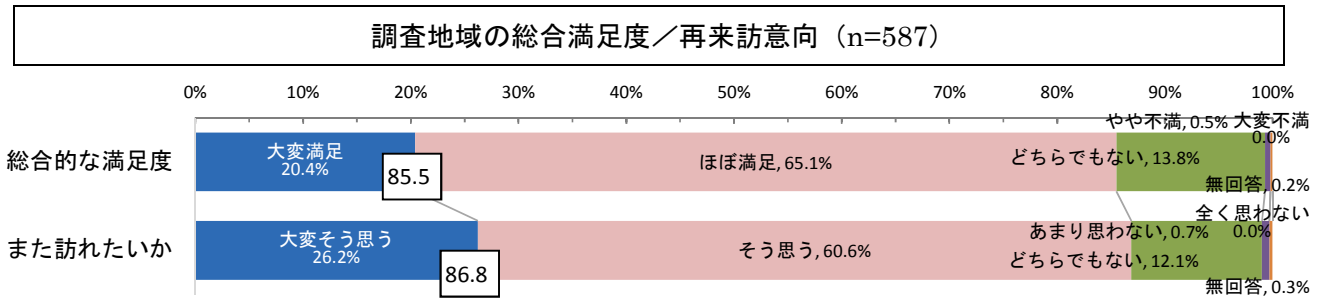 調査地域の総合満足度／再来訪意向（n=587）
0% 10% 20% 30% 40% 50% 60% 70% 80% 90% 100%
総合的な満足度
大変満足
20.4%
85.5
ほぼ満足, 65.1%
どちらでもない, 13.8%
やや不満, 0.5%
大変不満
0.0%
無回答, 0.2%
また訪れたいか
大変そう思う
26.2%
86.8
そう思う, 60.6%
どちらでもない, 12.1%
あまり思わない, 0.7%
全く思わない
0.0%
無回答, 0.3%